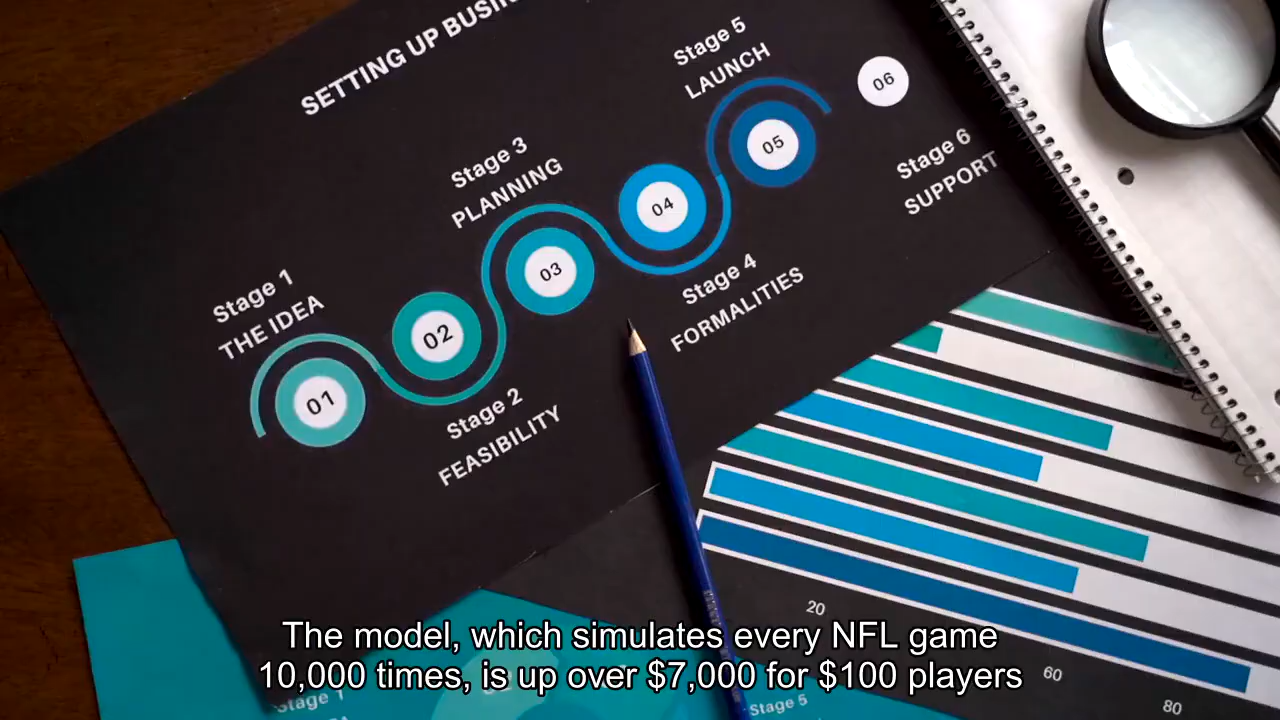 SETTING UP
Stage 5
LAUNCH
06
05
Stage 3
PLANNING
04
Stage 6
SUPPORT
03
Stage 1
THE IDEA
02
Stage 4
FORMALITIES
01
Stage 2
FEASIBILITY
20
60
80
The model, which simulates every NFL game
10,000 times, is up over $7,000 for $100 players
Stage 1
Stage 5